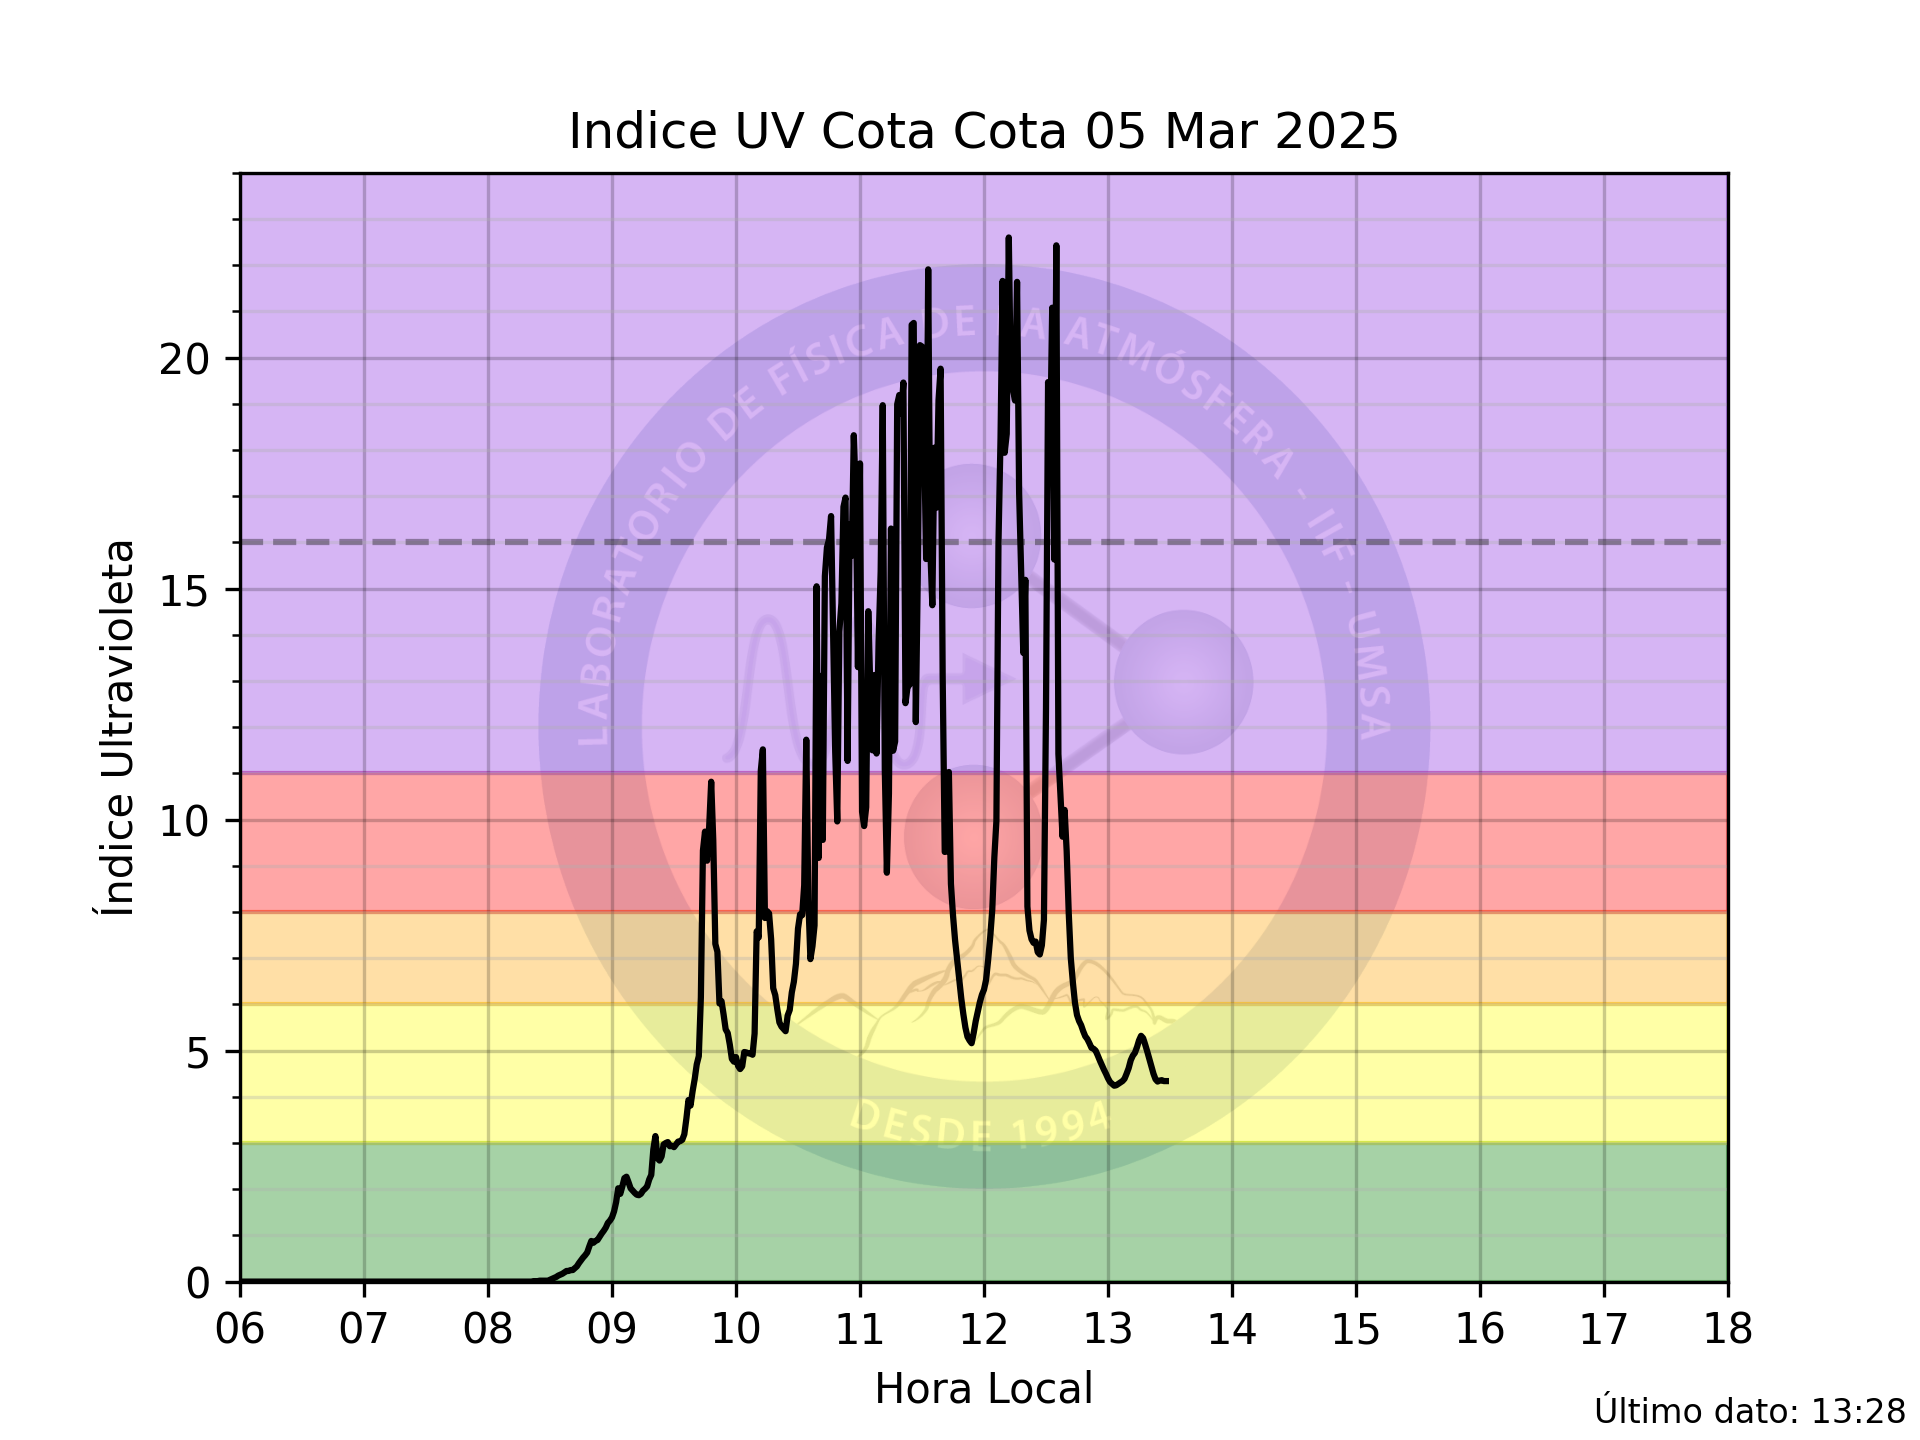 Indice UV Cota Cota 05 Mar 2025
Índice Ultravioleta
20
15
10
5
0
LABORATORIO DE FÍSICA DE LA ATMÓSFERA - IIF - UMSA
DESDE 1994
06 07 08 09 10 11 12 13 14 15 16 17 18
Hora Local
Último dato: 13:28